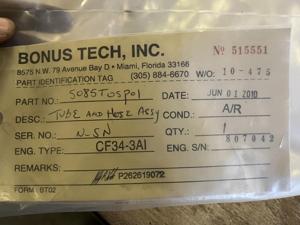 BONUS TECH, INC. Nº 515551
8575 N.W. 79 Avenue Bay D • Miami, Florida 33166
PART IDENTIFICATION TAG (305) 884-6670 W/O: 10-475
PART NO.: 5085T05P01 DATE: JUN 01 2010
DESC.: TUBE AND HOSE ASSY COND.: A/R
SER. NO.: N-SN QTY.: 1
807042
ENG. TYPE: CF34-3AI ENG. S/N:
REMARKS: P262619072
FORM: BT02